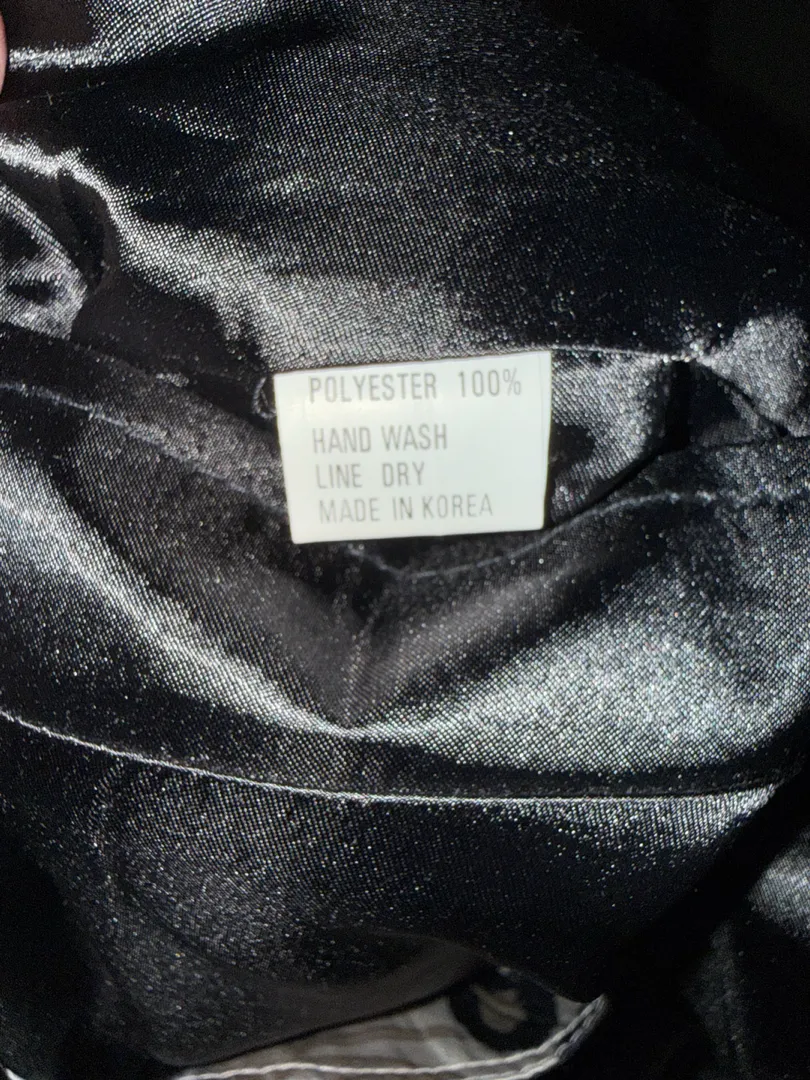 POLYESTER 100%
HAND WASH
LINE DRY
MADE IN KOREA